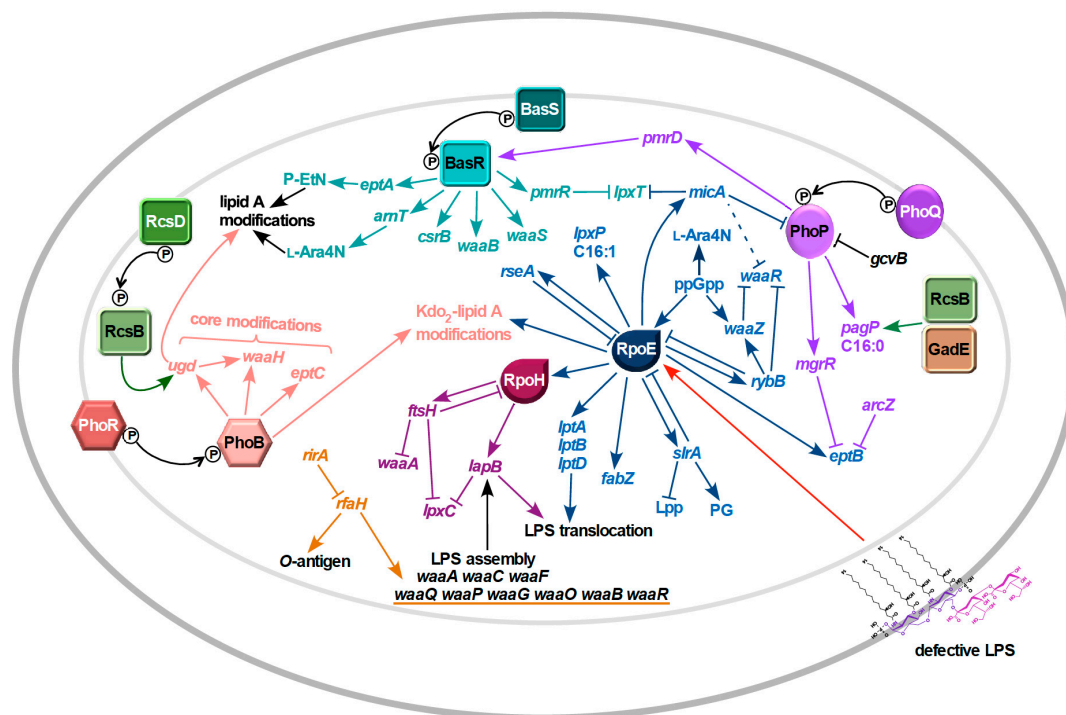 BasS
P
P
BasR
pmrD
P-EtN
eptA
pmrR
lpxT
micA
P
P
PhoQ
lipid A
modifications
arnT
PhoP
RcsD
csrB
waaB
waaS
lpxP
C16:1
L-Ara4N
gcvB
L-Ara4N
P
rseA
ppGpp
waaR
RcsB
P
Kdo2-lipid A
modifications
RcsB
core modifications
waaZ
pagP
C16:0
GadE
ugd
waaH
RpoE
mgrR
eptC
RpoH
rybB
PhoR
P
P
PhoB
ftsH
arcZ
lptA
lptB
lptD
rirA
waaA
lapB
fabZ
slrA
eptB
rfaH
lpxC
Lpp
PG
LPS translocation
O-antigen
LPS assembly
waaA waaC waaF
waaQ waaP waaG waaO waaB waaR
defective LPS